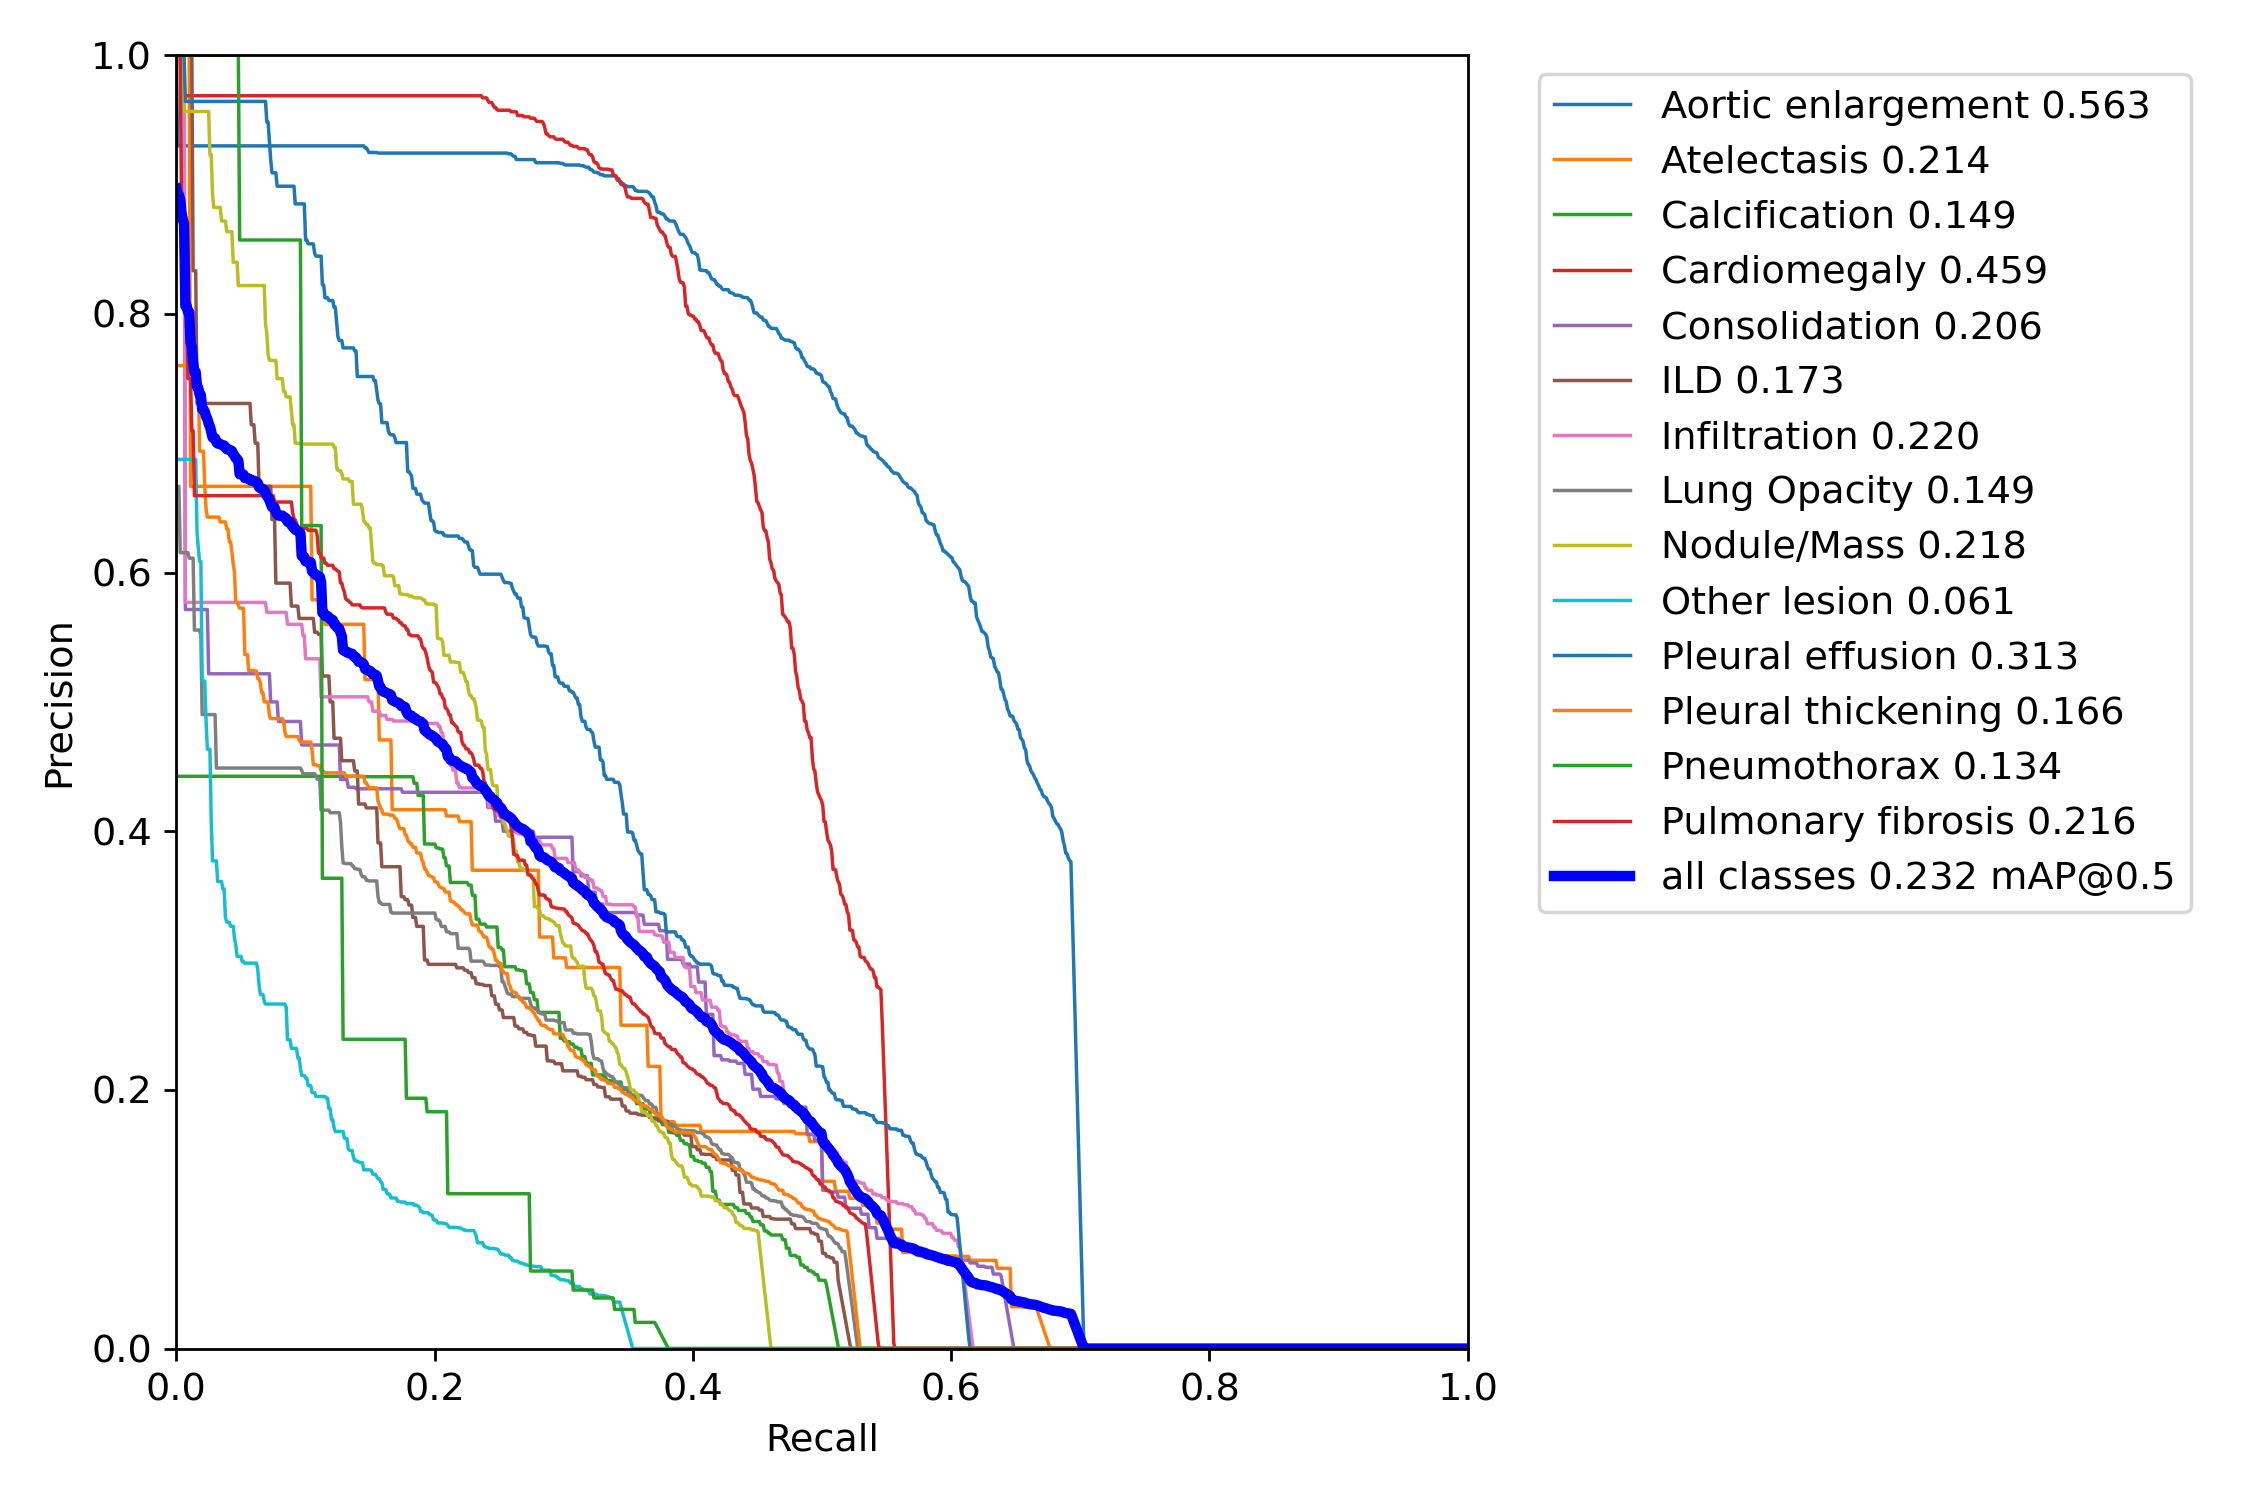 1.0
0.8
0.6
0.4
0.2
0.0
Precision
0.0 0.2 0.4 0.6 0.8 1.0
Recall
Aortic enlargement 0.563
Atelectasis 0.214
Calcification 0.149
Cardiomegaly 0.459
Consolidation 0.206
ILD 0.173
Infiltration 0.220
Lung Opacity 0.149
Nodule/Mass 0.218
Other lesion 0.061
Pleural effusion 0.313
Pleural thickening 0.166
Pneumothorax 0.134
Pulmonary fibrosis 0.216
all classes 0.232 mAP@0.5